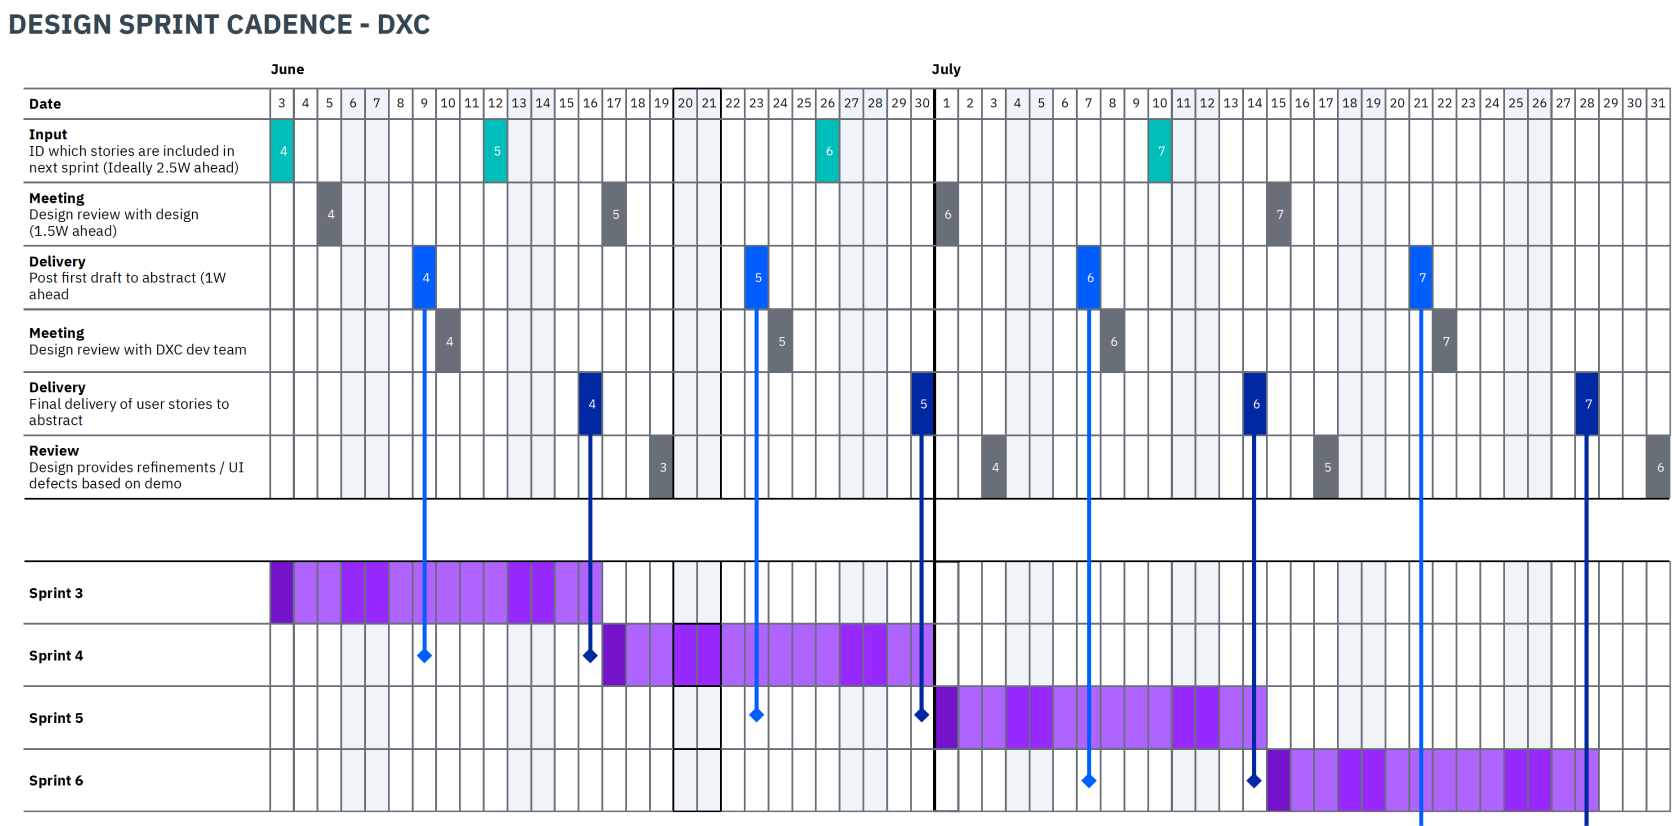 DESIGN SPRINT CADENCE - DXC
June July
Date 3 4 5 6 7 8 9 10 11 12 13 14 15 16 17 18 19 20 21 22 23 24 25 26 27 28 29 30 1 2 3 4 5 6 7 8 9 10 11 12 13 14 15 16 17 18 19 20 21 22 23 24 25 26 27 28 29 30 31
Input
ID which stories are included in
next sprint (Ideally 2.5W ahead)
4 5 6 7
Meeting
Design review with design
(1.5W ahead)
4 5 6 7
Delivery
Post first draft to abstract (1W
ahead
4 5 6 7
Meeting
Design review with DXC dev team
4 5 6 7
Delivery
Final delivery of user stories to
abstract
4 5 6 7
Review
Design provides refinements / UI
defects based on demo
3 4 5 6
Sprint 3
Sprint 4
Sprint 5
Sprint 6